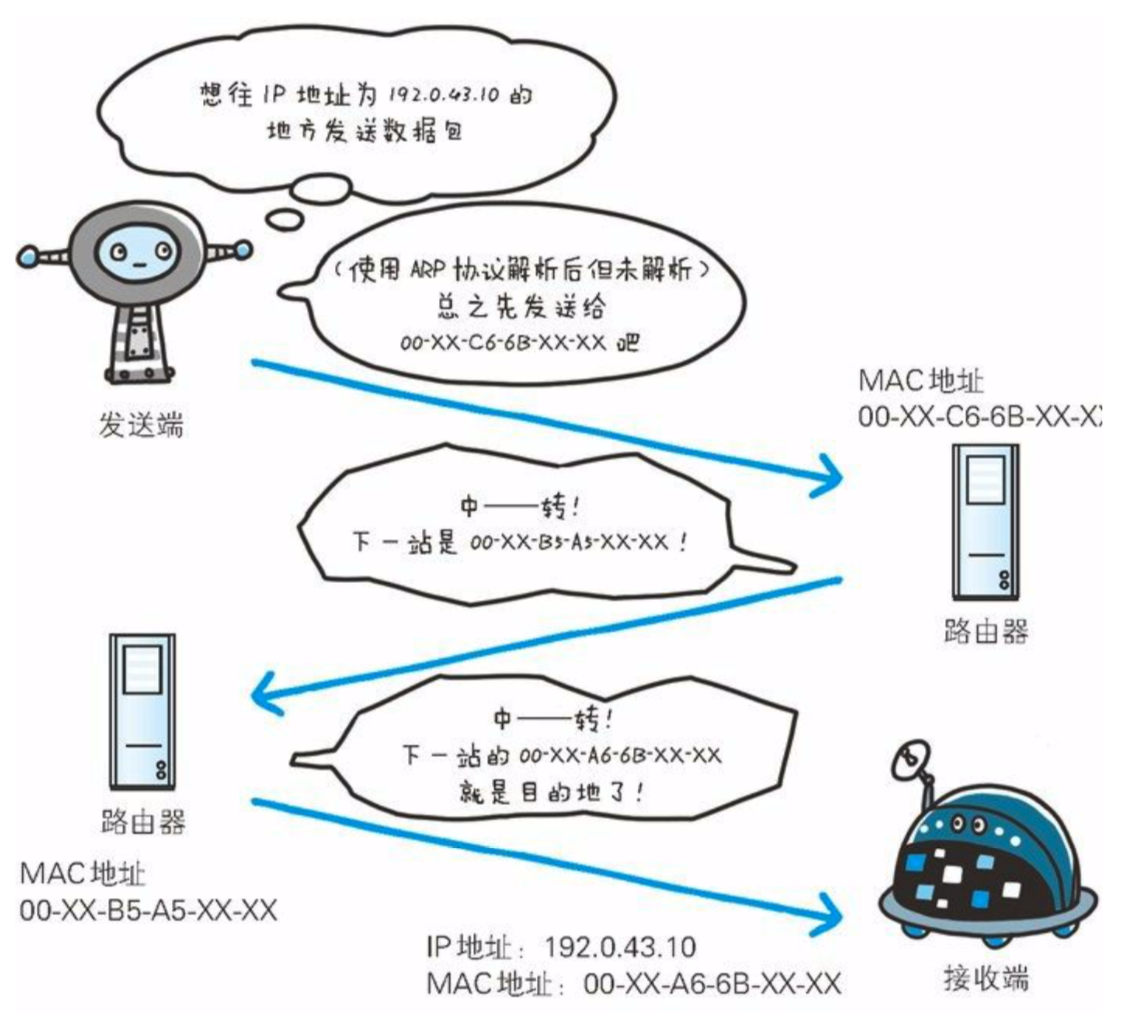 想往 IP 地址为 192.0.43.10 的
地方发送数据包
（使用 ARP 协议解析后但未解析）
总之先发送给
00-XX-C6-6B-XX-XX 吧
发送端
MAC 地址
00-XX-C6-6B-XX-X
中——转！
下一站是 00-XX-B5-A5-XX-XX！
路由器
中——转！
下一站的 00-XX-A6-6B-XX-XX
就是目的地了！
路由器
MAC 地址
00-XX-B5-A5-XX-XX
IP 地址：192.0.43.10
MAC 地址：00-XX-A6-6B-XX-XX
接收端